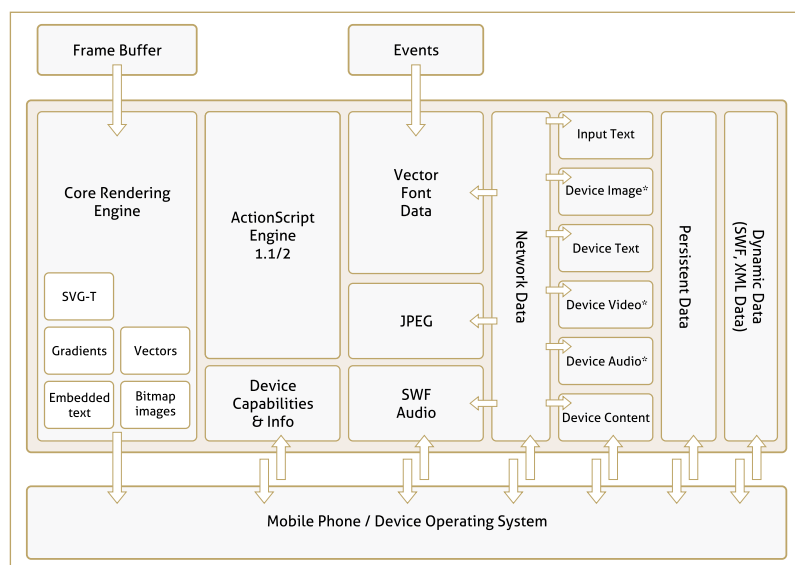 Frame Buffer
Events
Core Rendering
Engine
SVG-T
Gradients
Vectors
Embedded
text
Bitmap
images
ActionScript
Engine
1.1/2
Device
Capabilities
& Info
Vector
Font
Data
JPEG
SWF
Audio
Network Data
Input Text
Device Image*
Device Text
Device Video*
Device Audio*
Device Content
Persistent Data
Dynamic Data
(SWF, XML Data)
Mobile Phone / Device Operating System